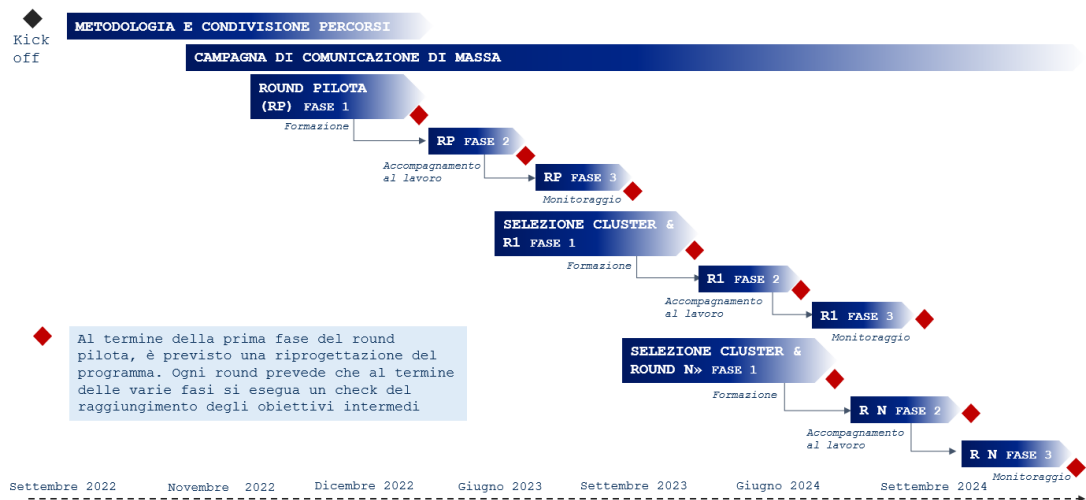 Kick
off
METODOLOGIA E CONDIVISIONE PERCORSI
CAMPAGNA DI COMUNICAZIONE DI MASSA
ROUND PILOTA
(RP) FASE 1
Formazione
RP FASE 2
Accompagnamento
al lavoro
RP FASE 3
Monitoraggio
SELEZIONE CLUSTER &
R1 FASE 1
Formazione
R1 FASE 2
Accompagnamento
al lavoro
R1 FASE 3
Monitoraggio
Al termine della prima fase del round
pilota, è previsto una riprogettazione del
programma. Ogni round prevede che al termine
delle varie fasi si esegua un check del
raggiungimento degli obiettivi intermedi
SELEZIONE CLUSTER &
ROUND N» FASE 1
Formazione
R N FASE 2
Accompagnamento
al lavoro
R N FASE 3
Monitoraggio
Settembre 2022
Novembre 2022
Dicembre 2022
Giugno 2023
Settembre 2023
Giugno 2024
Settembre 2024